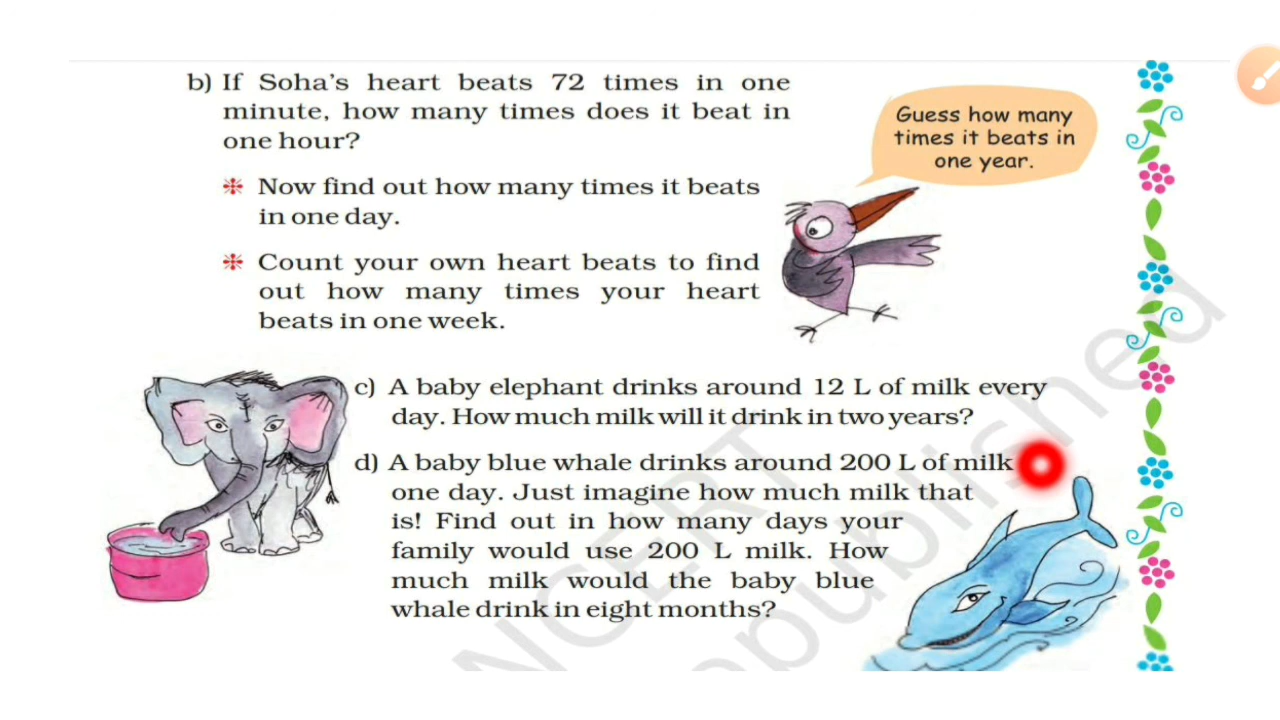 b) If Soha's heart beats 72 times in one
minute, how many times does it beat in
one hour?
Guess how many
times it beats in
one year.
Now find out how many times it beats
in one day.
Count your own heart beats to find
out how many times your heart
beats in one week.
c) A baby elephant drinks around 12 L of milk every
day. How much milk will it drink in two years?
d) A baby blue whale drinks around 200 L of milk
one day. Just imagine how much milk that
is! Find out in how many days your
family would use 200 L milk. How
much milk would the baby blue
whale drink in eight months?
NCERT
published